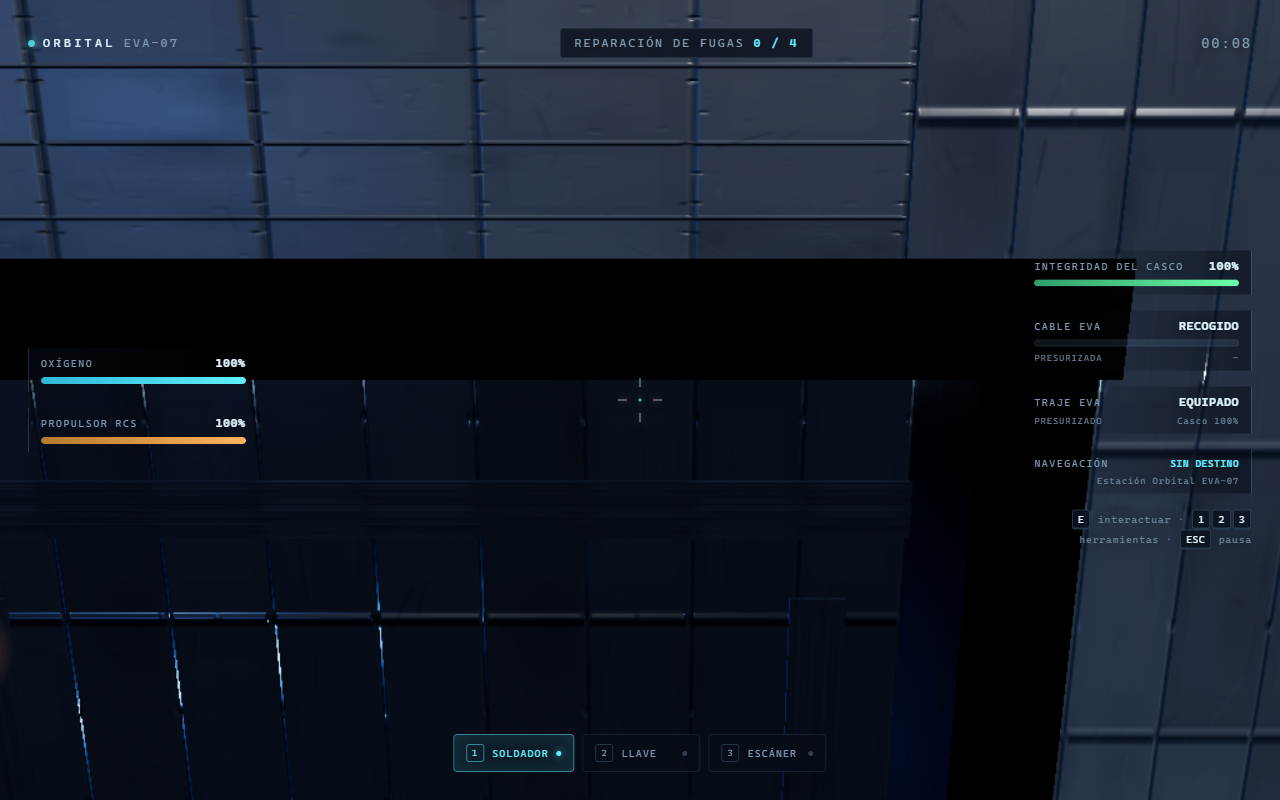 ORBITAL EVA-07
REPARACIÓN DE FUGAS 0 / 4
00:08
INTEGRIDAD DEL CASCO 100%
CABLE EVA RECOGIDO
PRESURIZADA —
OXÍGENO 100%
PROPULSOR RCS 100%
TRAJE EVA EQUIPADO
PRESURIZADO Casco 100%
NAVEGACIÓN SIN DESTINO
Estación Orbital EVA-07
E interactuar · 1 2 3
herramientas · ESC pausa
1 SOLDADOR 2 LLAVE 3 ESCÁNER